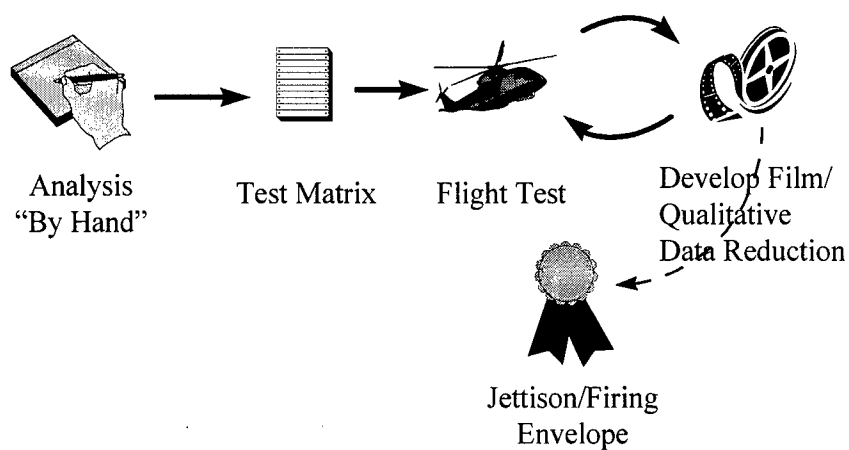 Analysis
“By Hand”
Test Matrix
Flight Test
Develop Film/
Qualitative
Data Reduction
Jettison/Firing
Envelope